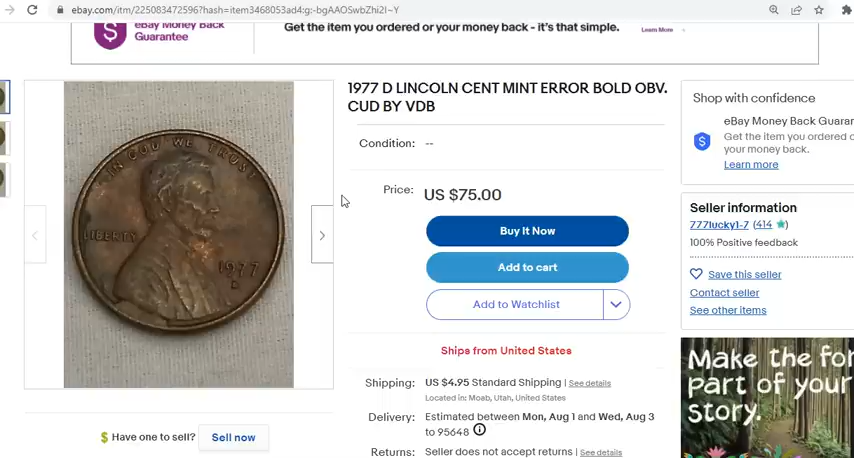 ebay.com/itm/225083472596?hash=item3468053ad4:g:-bgAAOSwbZhi2I~Y
eBay Money Back
Guarantee
Get the item you ordered or your money back - it's that simple.
Learn More
1977 D LINCOLN CENT MINT ERROR BOLD OBV.
CUD BY VDB
Condition: --
Price: US $75.00
Buy It Now
Add to cart
Add to Watchlist
Ships from United States
Shipping: US $4.95 Standard Shipping | See details
Located in: Moab, Utah, United States
Delivery: Estimated between Mon, Aug 1 and Wed, Aug 3
to 95648
Returns: Seller does not accept returns | See details
IN GOD WE TRUST
LIBERTY
1977
D
$ Have one to sell? Sell now
Shop with confidence
eBay Money Back Guarar
Get the item you ordered o
your money back.
Learn more
Seller information
777lucky1-7 (414)
100% Positive feedback
Save this seller
Contact seller
See other items
Make the for
part of your
story.